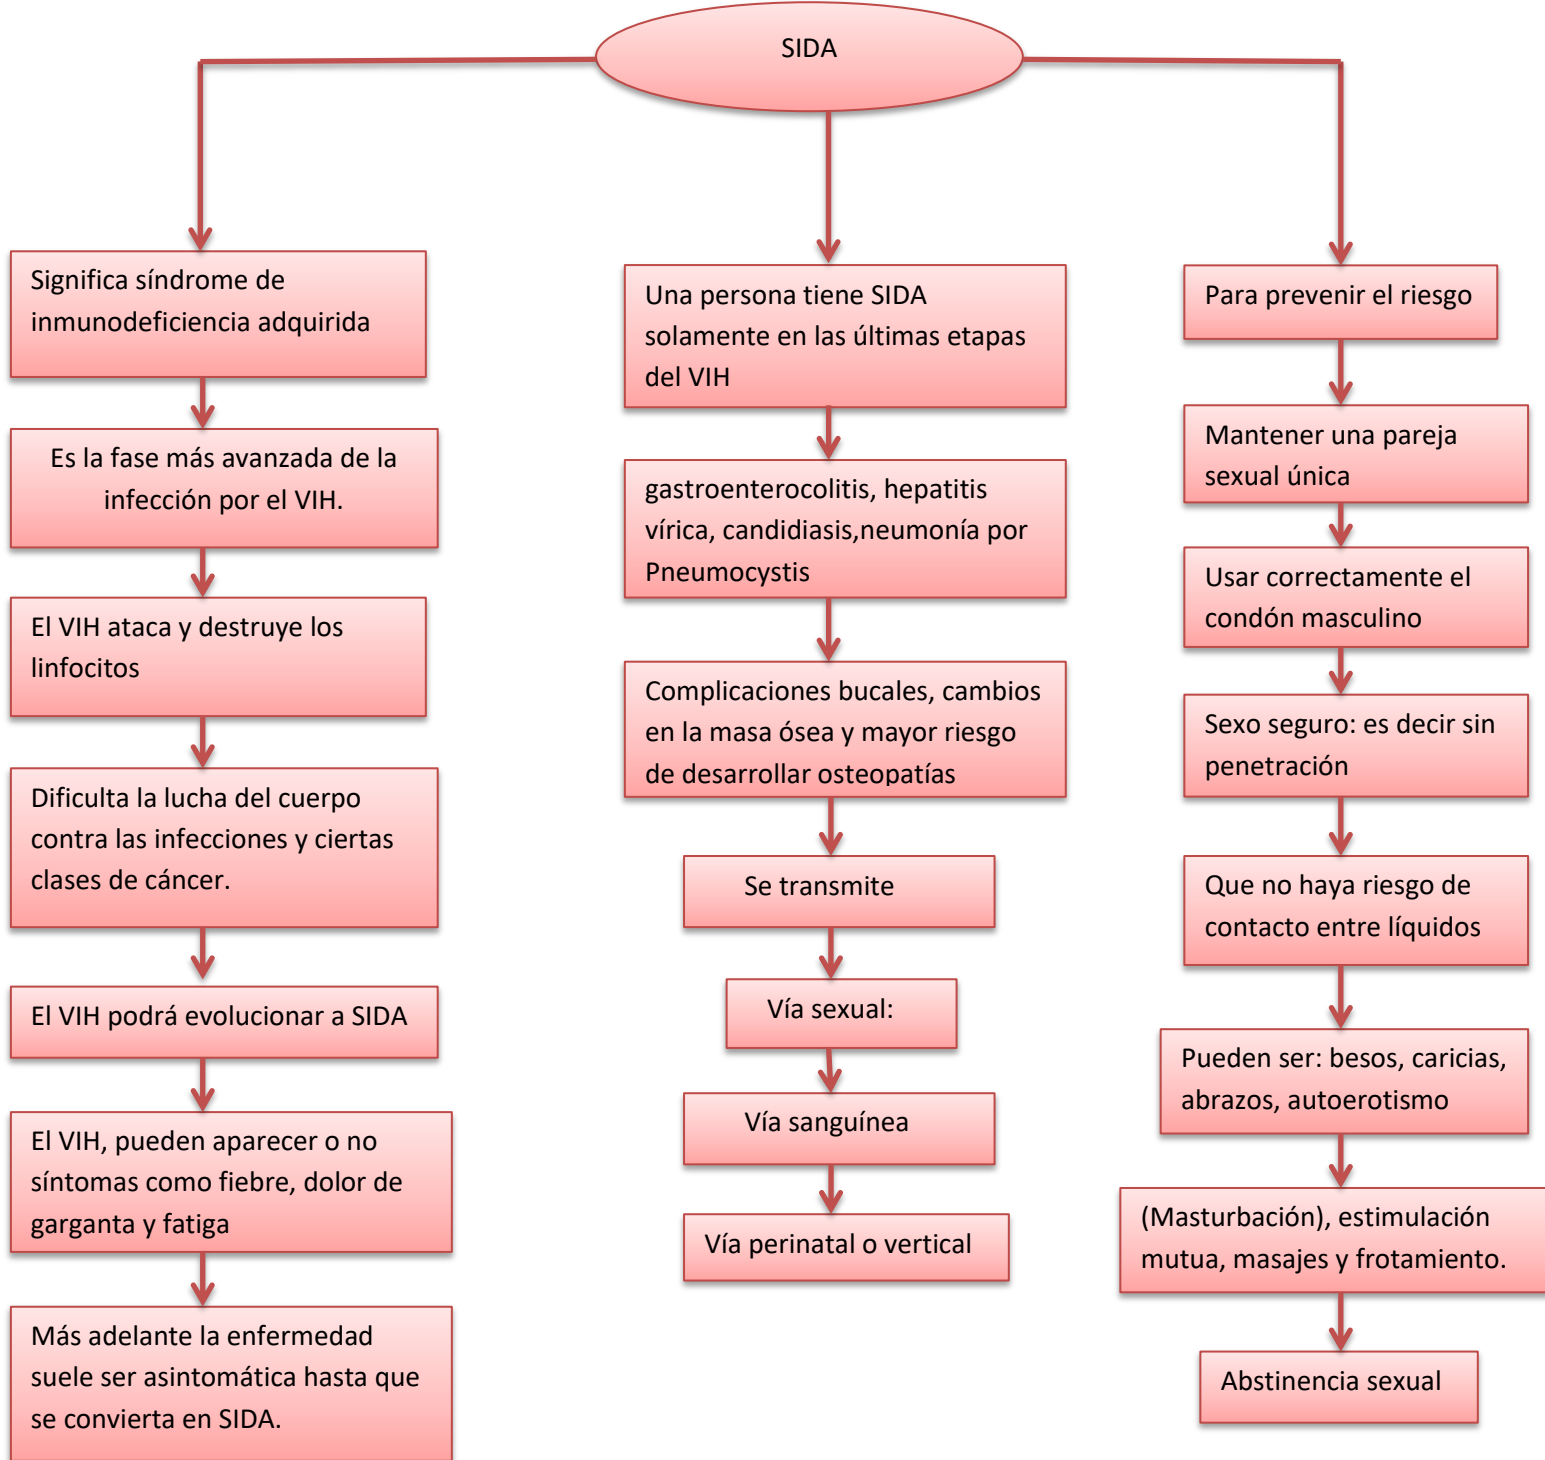 SIDA
Significa síndrome de
inmunodeficiencia adquirida
Es la fase más avanzada de la
infección por el VIH.
El VIH ataca y destruye los
linfocitos
Dificulta la lucha del cuerpo
contra las infecciones y ciertas
clases de cáncer.
El VIH podrá evolucionar a SIDA
El VIH, pueden aparecer o no
síntomas como fiebre, dolor de
garganta y fatiga
Más adelante la enfermedad
suele ser asintomática hasta que
se convierta en SIDA.
Una persona tiene SIDA
solamente en las últimas etapas
del VIH
gastroenterocolitis, hepatitis
vírica, candidiasis,neumonía por
Pneumocystis
Complicaciones bucales, cambios
en la masa ósea y mayor riesgo
de desarrollar osteopatías
Se transmite
Vía sexual:
Vía sanguínea
Vía perinatal o vertical
Para prevenir el riesgo
Mantener una pareja
sexual única
Usar correctamente el
condón masculino
Sexo seguro: es decir sin
penetración
Que no haya riesgo de
contacto entre líquidos
Pueden ser: besos, caricias,
abrazos, autoerotismo
(Masturbación), estimulación
mutua, masajes y frotamiento.
Abstinencia sexual